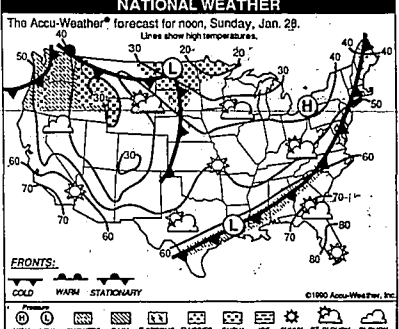 NATIONAL WEATHER
The Accu-Weather® forecast for noon, Sunday, Jan. 28.
Lines show high temperatures.
40
30
20
20
40
40
50
L
30
30
H
50
30
60
60
70
70
60
60
L
70
70
80
80
FRONTS:
COLD WARM STATIONARY
©1990 Accu-Weather, Inc.
Pressure
H L